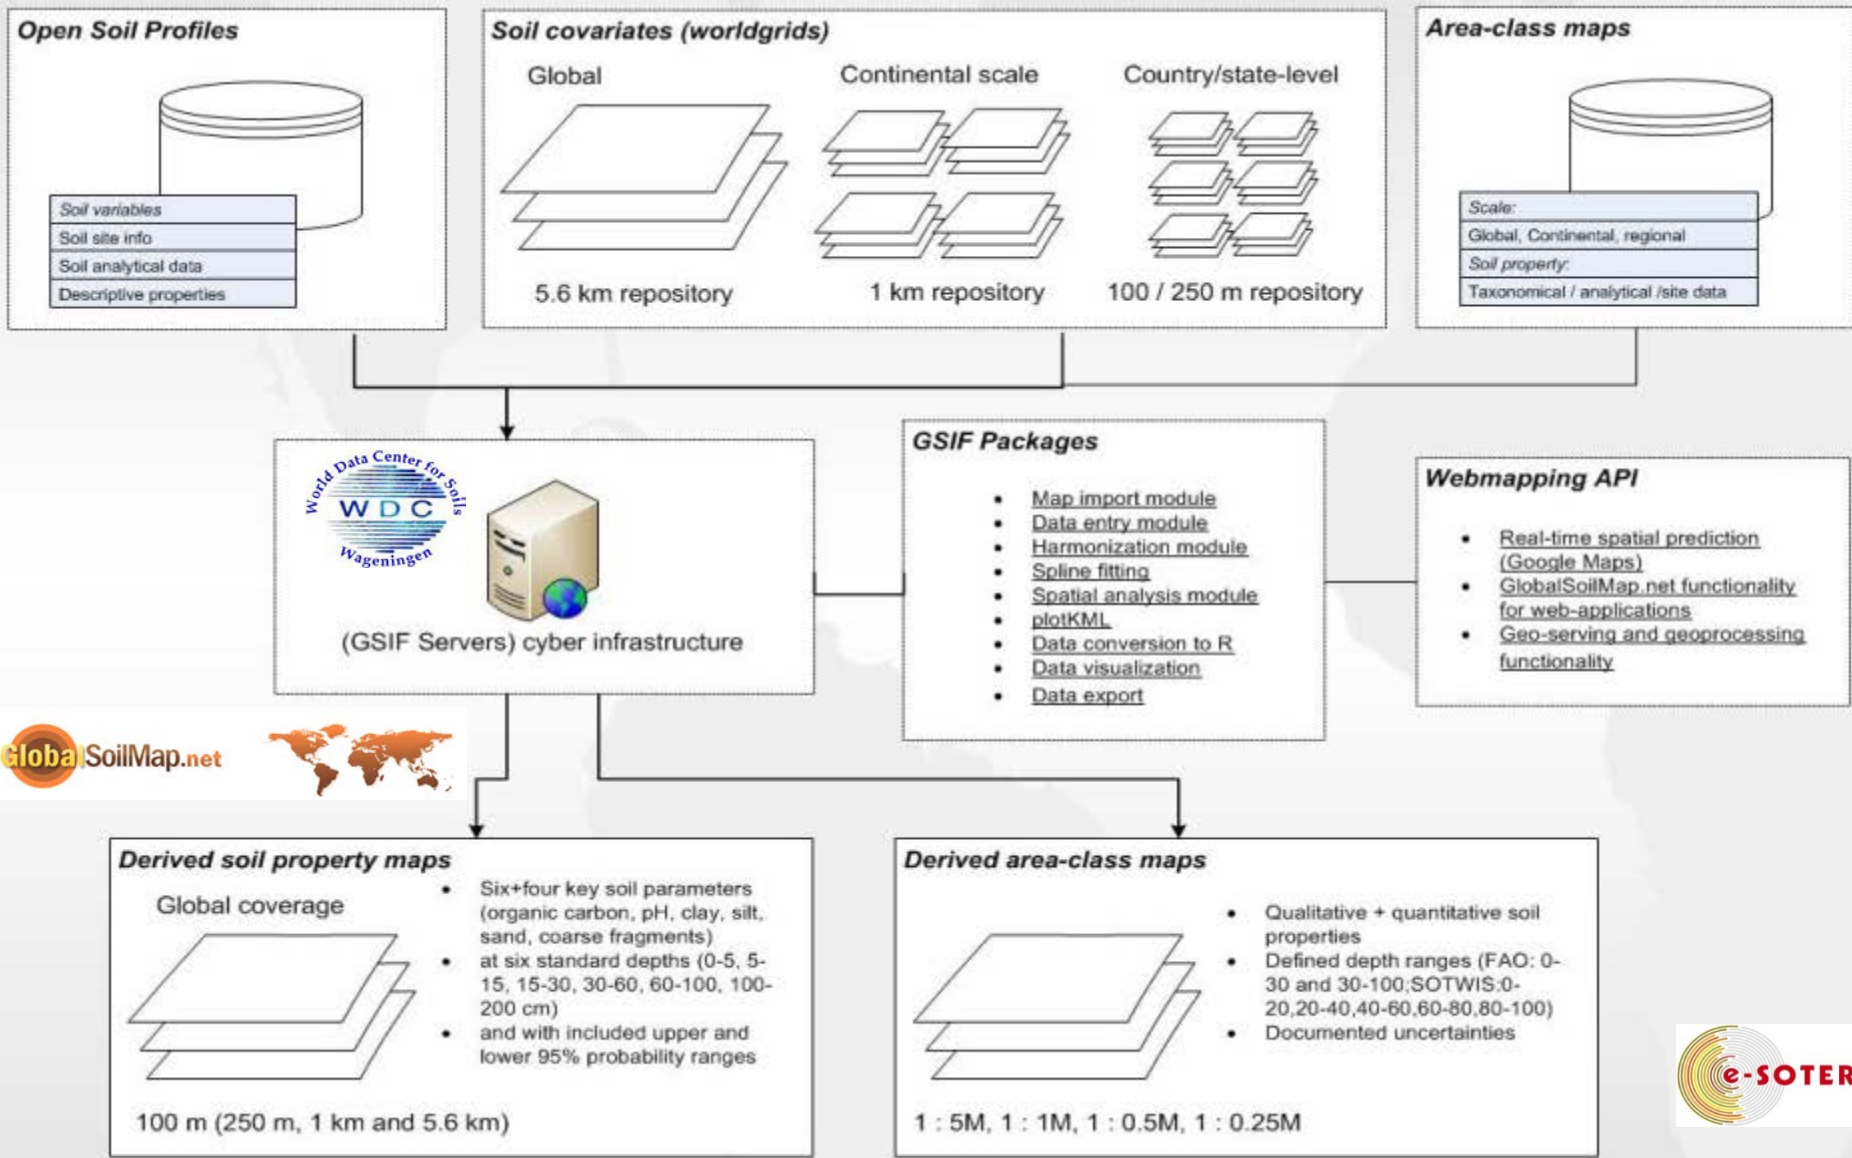 Open Soil Profiles
Soil variables
Soil site info
Soil analytical data
Descriptive properties
Soil covariates (worldgrids)
Global
Continental scale
Country/state-level
5.6 km repository
1 km repository
100 / 250 m repository
Area-class maps
Scale:
Global, Continental, regional
Soil property:
Taxonomical / analytical /site data
World Data Center for Soils
W D C
Wageningen
(GSIF Servers) cyber infrastructure
GSIF Packages
• Map import module
• Data entry module
• Harmonization module
• Spline fitting
• Spatial analysis module
• plotKML
• Data conversion to R
• Data visualization
• Data export
Webmapping API
• Real-time spatial prediction
(Google Maps)
• GlobalSoilMap.net functionality
for web-applications
• Geo-serving and geoprocessing
functionality
GlobalSoilMap.net
Derived soil property maps
Global coverage
• Six+four key soil parameters
(organic carbon, pH, clay, silt,
sand, coarse fragments)
• at six standard depths (0-5, 5-
15, 15-30, 30-60, 60-100, 100-
200 cm)
• and with included upper and
lower 95% probability ranges
100 m (250 m, 1 km and 5.6 km)
Derived area-class maps
• Qualitative + quantitative soil
properties
• Defined depth ranges (FAO: 0-
30 and 30-100;SOTWIS:0-
20,20-40,40-60,60-80,80-100)
• Documented uncertainties
1 : 5M, 1 : 1M, 1 : 0.5M, 1 : 0.25M
e-SOTER